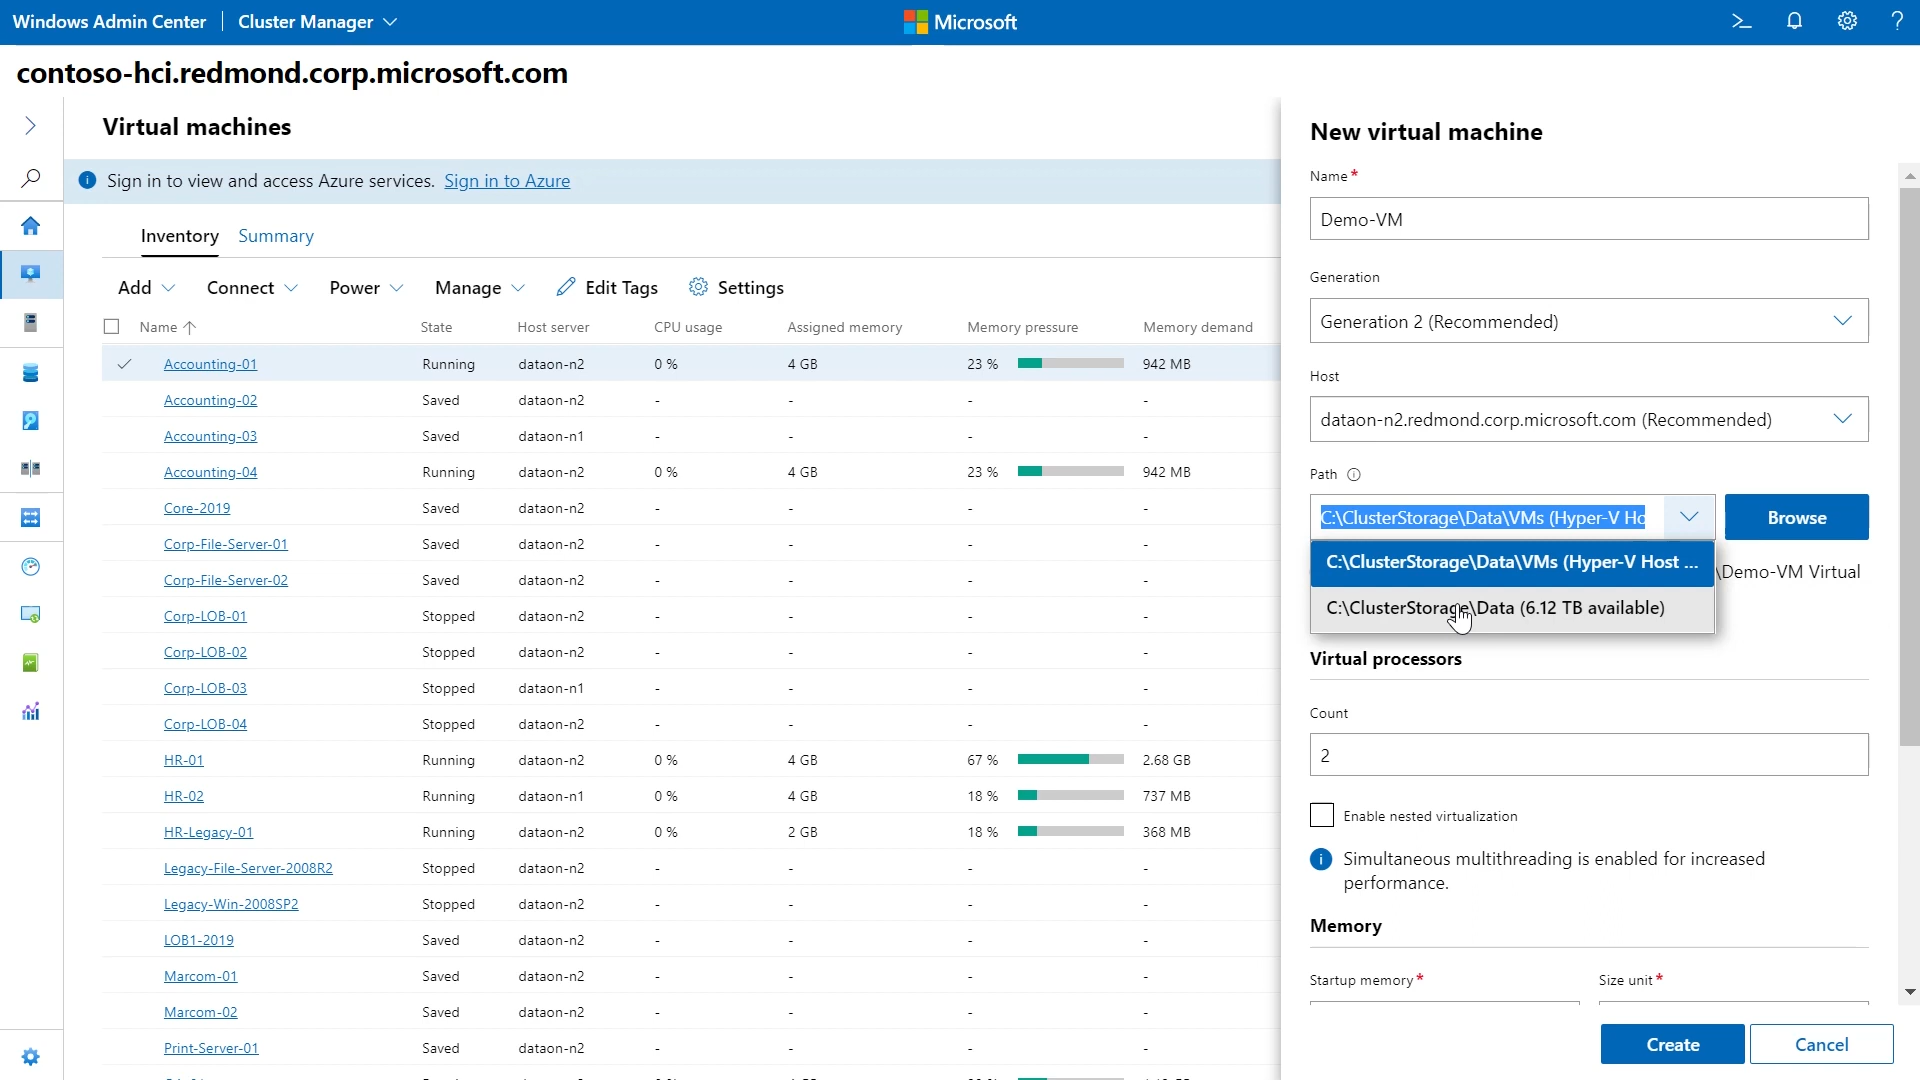 Windows Admin Center
Cluster Manager
Microsoft
?
contoso-hci.redmond.corp.microsoft.com
Virtual machines
Sign in to view and access Azure services. Sign in to Azure
Inventory Summary
Add Connect Power Manage Edit Tags Settings
Name State Host server CPU usage Assigned memory Memory pressure Memory demand
Accounting-01 Running dataon-n2 0 % 4 GB 23 % 942 MB
Accounting-02 Saved dataon-n2 - - - -
Accounting-03 Saved dataon-n1 - - - -
Accounting-04 Running dataon-n2 0 % 4 GB 23 % 942 MB
Core-2019 Saved dataon-n2 - - - -
Corp-File-Server-01 Saved dataon-n2 - - - -
Corp-File-Server-02 Saved dataon-n2 - - - -
Corp-LOB-01 Stopped dataon-n2 - - - -
Corp-LOB-02 Stopped dataon-n2 - - - -
Corp-LOB-03 Stopped dataon-n1 - - - -
Corp-LOB-04 Stopped dataon-n2 - - - -
HR-01 Running dataon-n2 0 % 4 GB 67 % 2.68 GB
HR-02 Running dataon-n1 0 % 4 GB 18 % 737 MB
HR-Legacy-01 Running dataon-n2 0 % 2 GB 18 % 368 MB
Legacy-File-Server-2008R2 Stopped dataon-n2 - - - -
Legacy-Win-2008SP2 Stopped dataon-n2 - - - -
LOB1-2019 Saved dataon-n2 - - - -
Marcom-01 Saved dataon-n2 - - - -
Marcom-02 Saved dataon-n2 - - - -
Print-Server-01 Saved dataon-n2 - - - -
New virtual machine
Name *
Demo-VM
Generation
Generation 2 (Recommended)
Host
dataon-n2.redmond.corp.microsoft.com (Recommended)
Path
C:\ClusterStorage\Data\VMs (Hyper-V Ho
Browse
C:\ClusterStorage\Data\VMs (Hyper-V Host ...
\Demo-VM Virtual
C:\ClusterStorage\Data (6.12 TB available)
Virtual processors
Count
2
Enable nested virtualization
Simultaneous multithreading is enabled for increased
performance.
Memory
Startup memory * Size unit *
Create Cancel